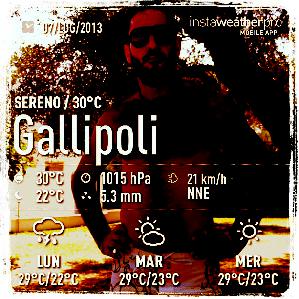 07/LUG/2013
instaweatherpro
MOBILE APP
SERENO / 30°C
Gallipoli
30°C 1015 hPa 21 km/h
22°C 5.3 mm NNE
LUN MAR MER
29°C/22°C 29°C/23°C 29°C/23°C